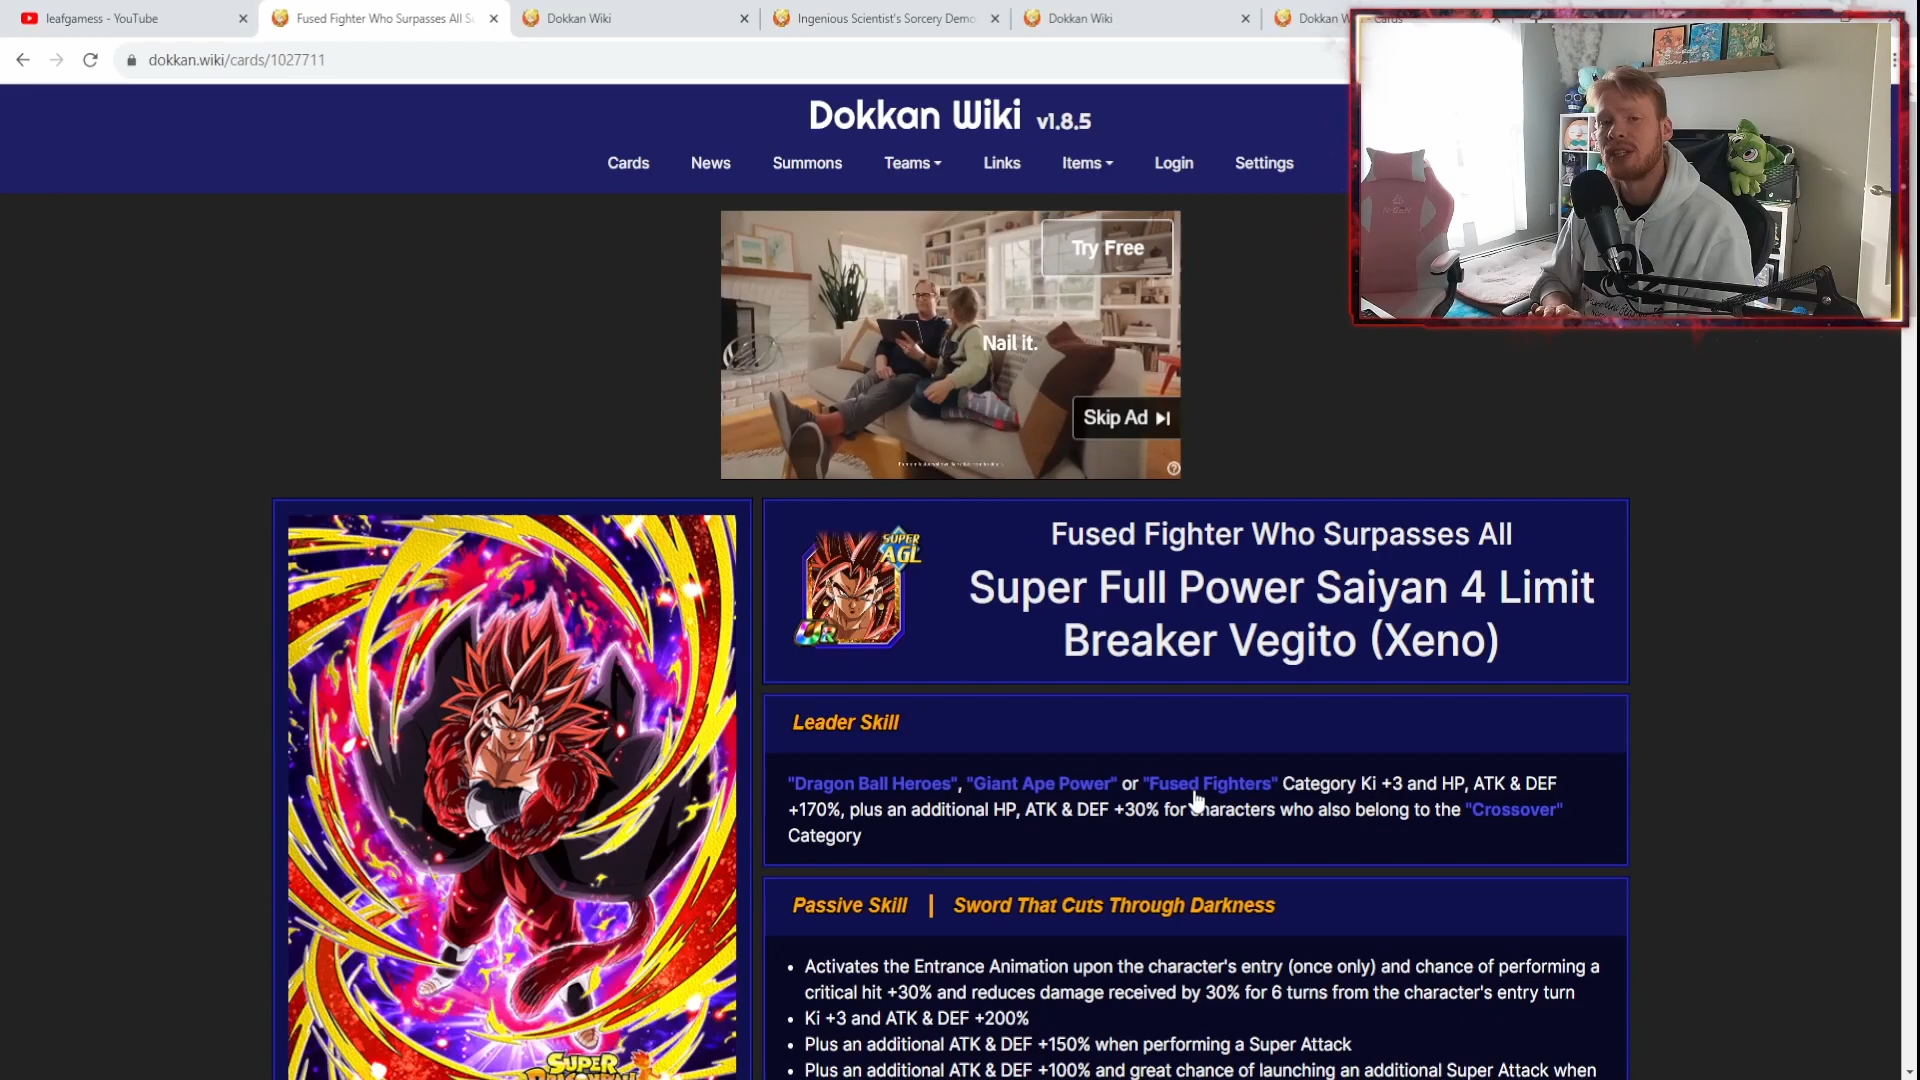 leafgamess - YouTube
Fused Fighter Who Surpasses All S
Dokkan Wiki
Ingenious Scientist's Sorcery Demo
Dokkan Wiki
Dokkan W
Cards
dokkan.wiki/cards/1027711
Dokkan Wiki v1.8.5
Cards News Summons Teams Links Items Login Settings
Try Free
Nail it.
Skip Ad
Fused Fighter Who Surpasses All
SUPER
AGL
UR
Super Full Power Saiyan 4 Limit
Breaker Vegito (Xeno)
Leader Skill
"Dragon Ball Heroes", "Giant Ape Power" or "Fused Fighters" Category Ki +3 and HP, ATK & DEF
+170%, plus an additional HP, ATK & DEF +30% for characters who also belong to the "Crossover"
Category
Passive Skill | Sword That Cuts Through Darkness
• Activates the Entrance Animation upon the character's entry (once only) and chance of performing a
critical hit +30% and reduces damage received by 30% for 6 turns from the character's entry turn
• Ki +3 and ATK & DEF +200%
• Plus an additional ATK & DEF +150% when performing a Super Attack
• Plus an additional ATK & DEF +100% and great chance of launching an additional Super Attack when
SUPER